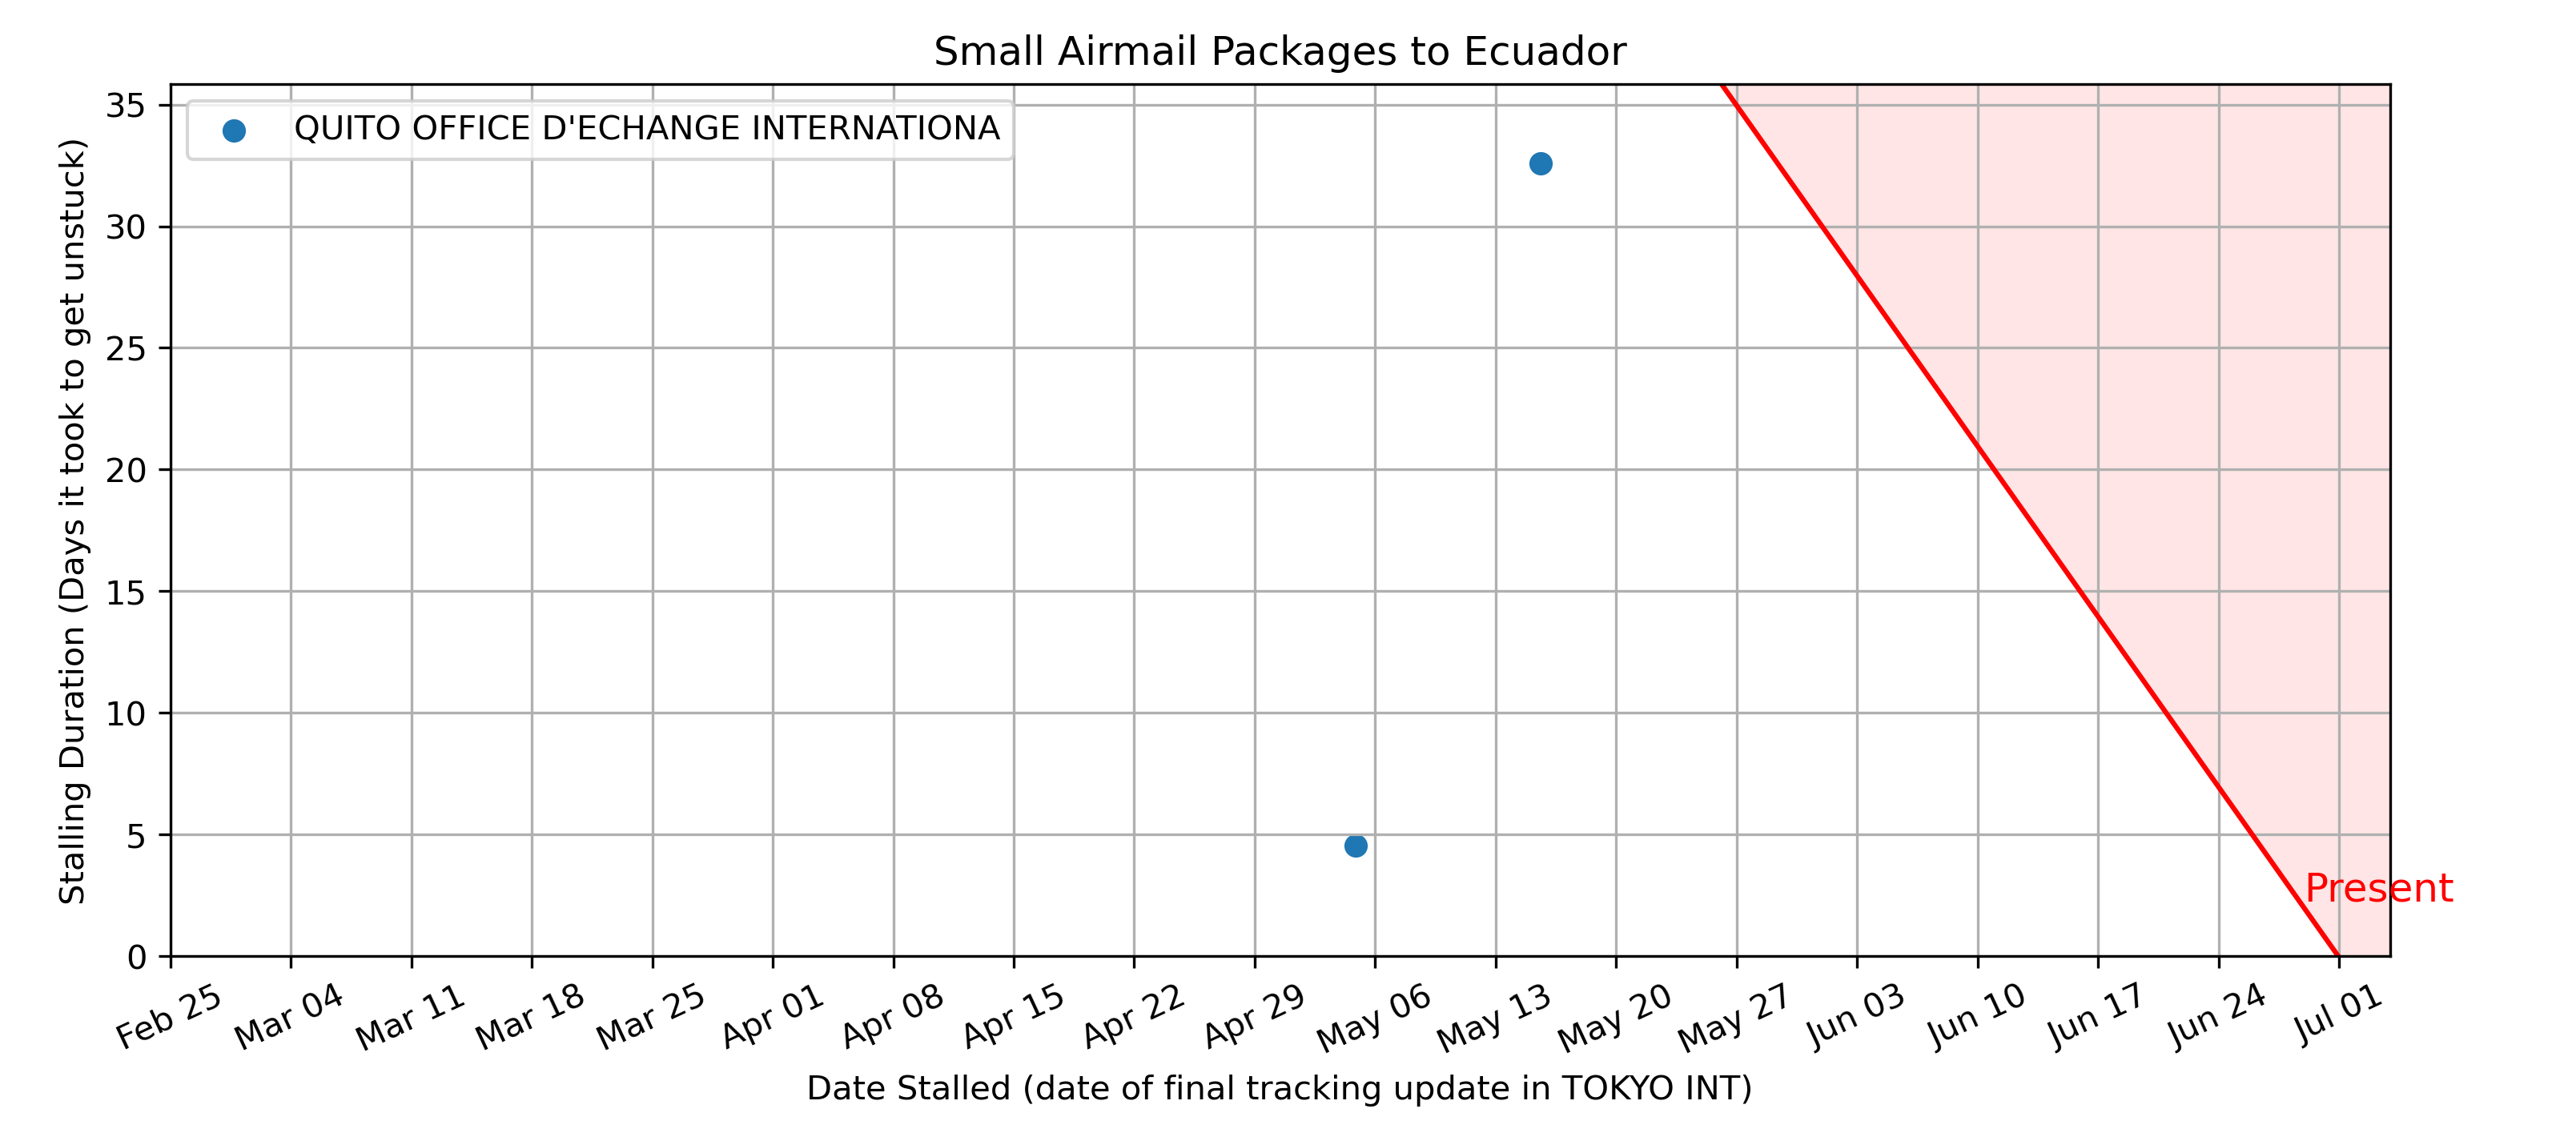 Small Airmail Packages to Ecuador
QUITO OFFICE D'ECHANGE INTERNATIONA
Stalling Duration (Days it took to get unstuck)
35
30
25
20
15
10
5
0
Present
Feb 25
Mar 04
Mar 11
Mar 18
Mar 25
Apr 01
Apr 08
Apr 15
Apr 22
Apr 29
May 06
May 13
May 20
May 27
Jun 03
Jun 10
Jun 17
Jun 24
Jul 01
Date Stalled (date of final tracking update in TOKYO INT)